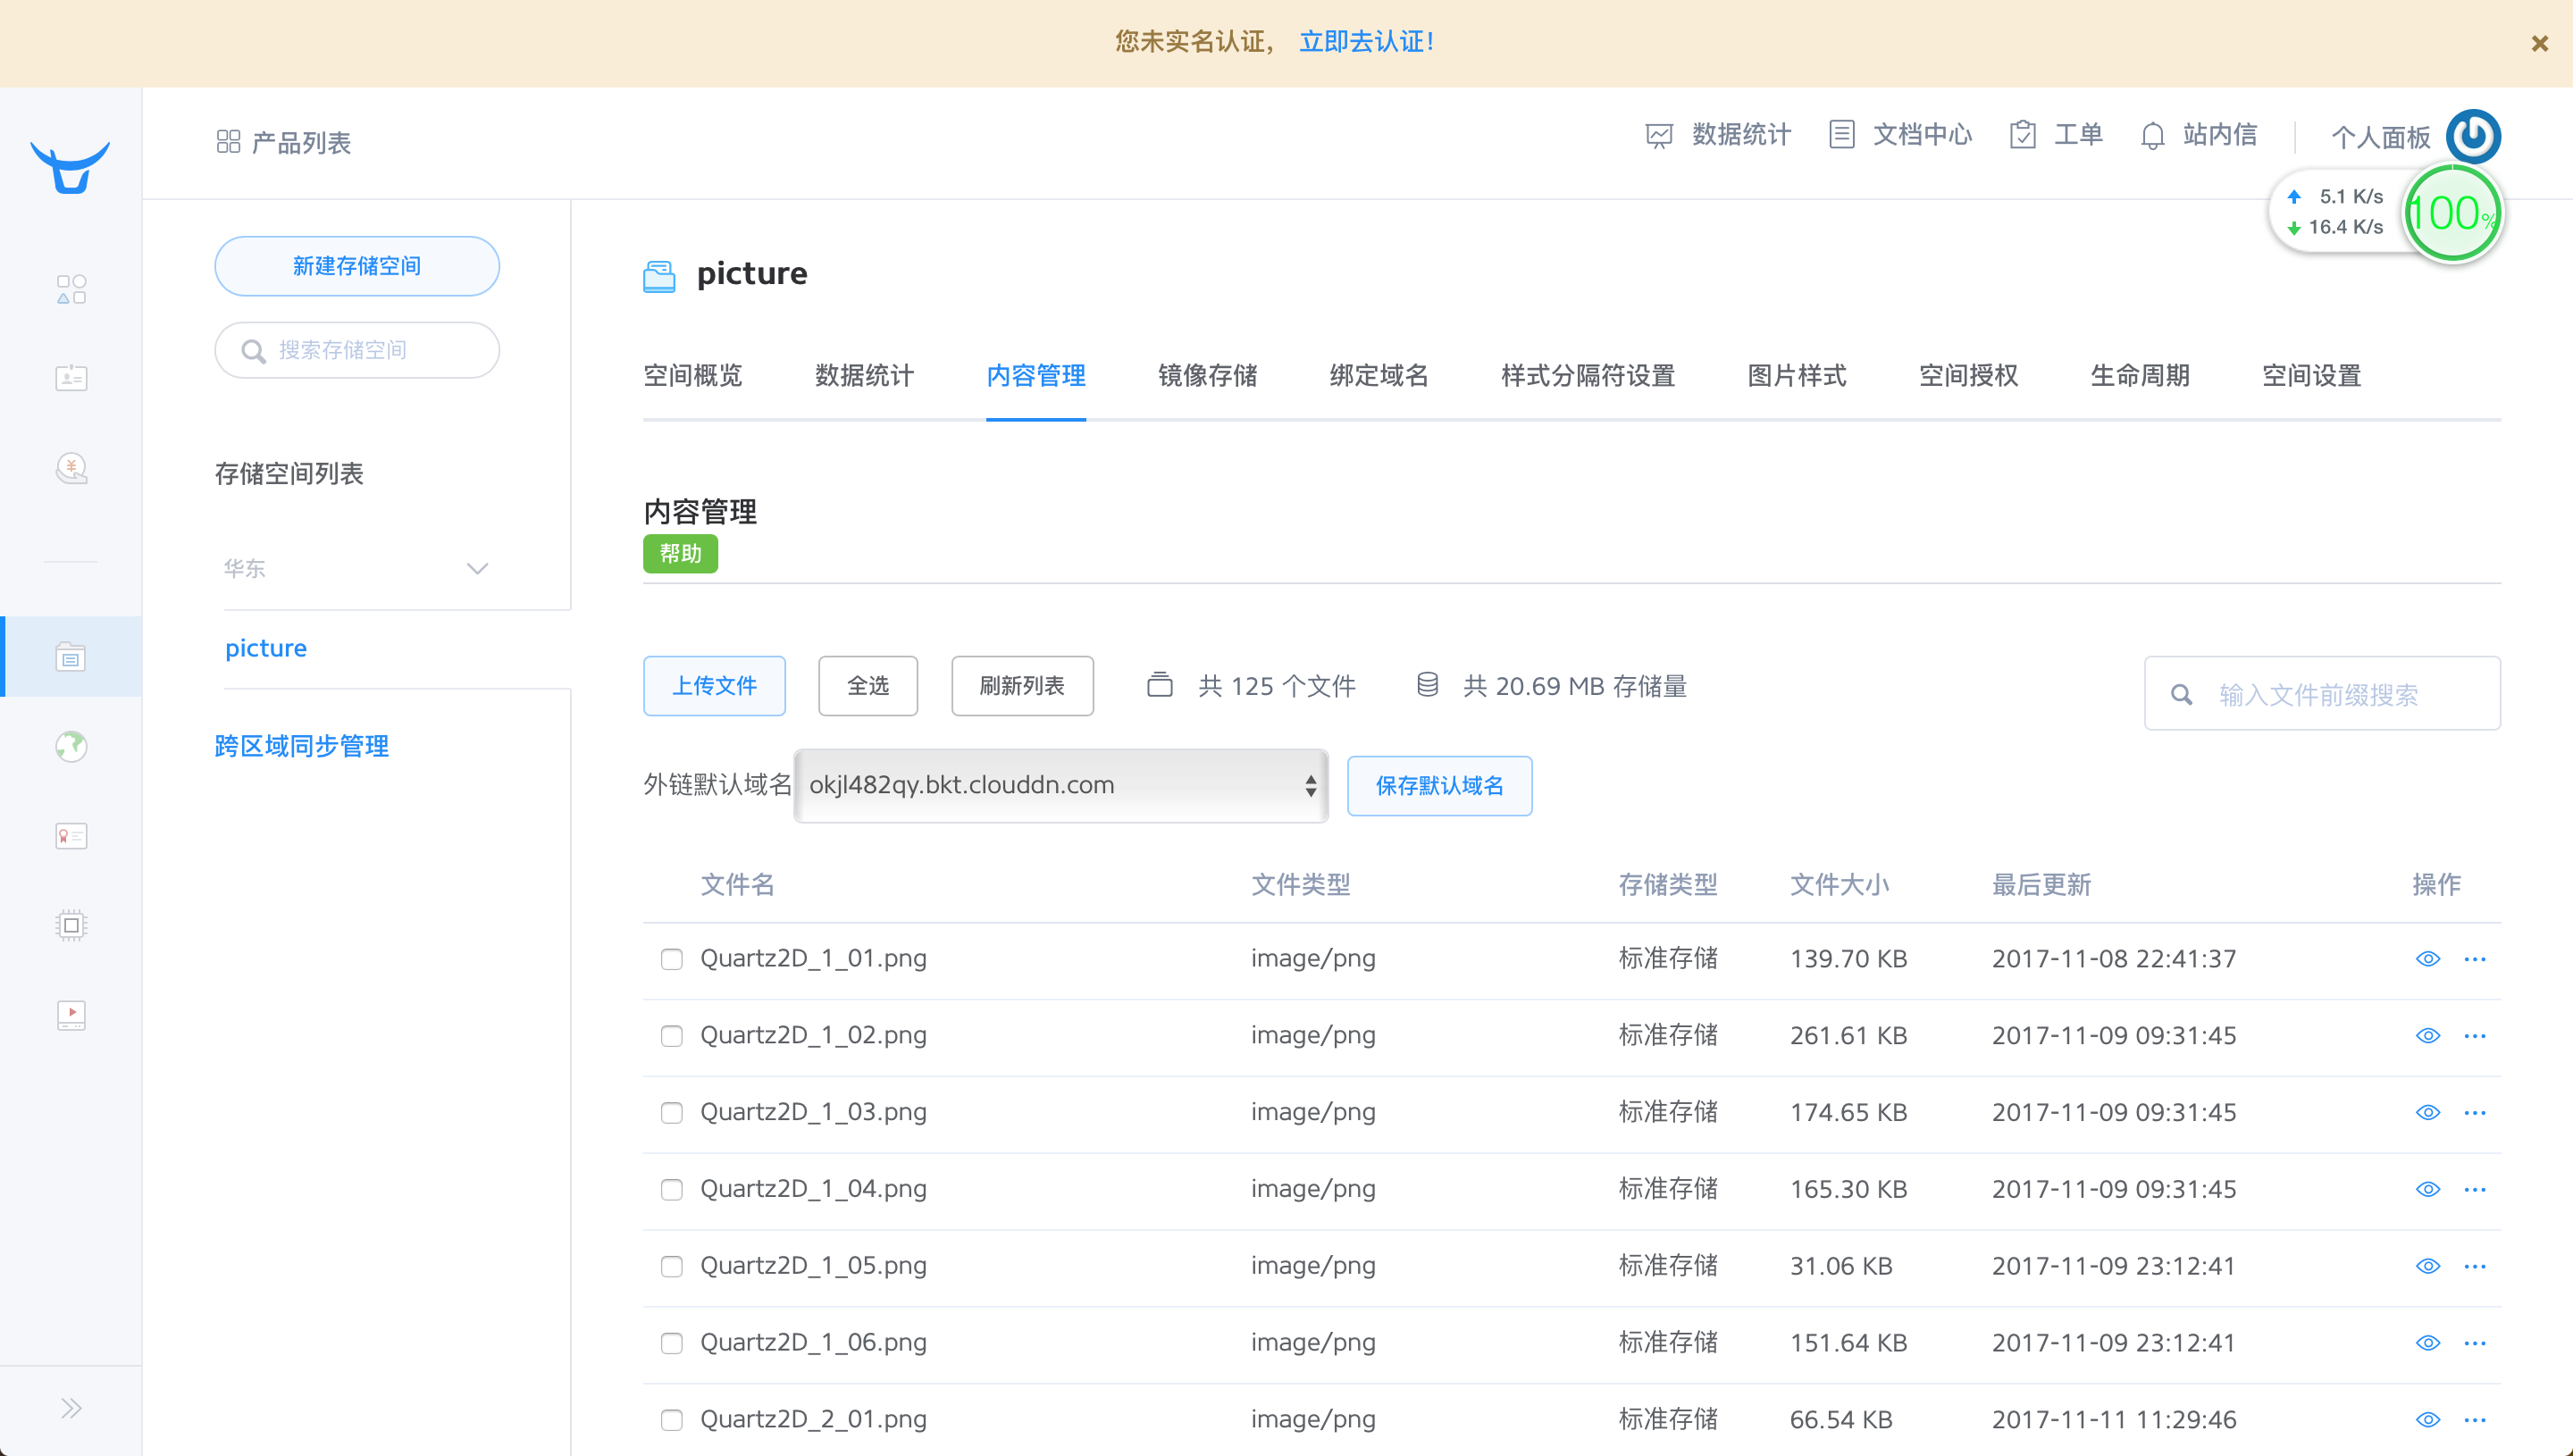 您未实名认证， 立即去认证！
产品列表
数据统计 文档中心 工单 站内信 个人面板
5.1 K/s
16.4 K/s
100%
新建存储空间
搜索存储空间
存储空间列表
华东
picture
跨区域同步管理
picture
空间概览 数据统计 内容管理 镜像存储 绑定域名 样式分隔符设置 图片样式 空间授权 生命周期 空间设置
内容管理
帮助
上传文件 全选 刷新列表 共 125 个文件 共 20.69 MB 存储量 输入文件前缀搜索
外链默认域名 okjl482qy.bkt.clouddn.com 保存默认域名
文件名 文件类型 存储类型 文件大小 最后更新 操作
Quartz2D_1_01.png image/png 标准存储 139.70 KB 2017-11-08 22:41:37
Quartz2D_1_02.png image/png 标准存储 261.61 KB 2017-11-09 09:31:45
Quartz2D_1_03.png image/png 标准存储 174.65 KB 2017-11-09 09:31:45
Quartz2D_1_04.png image/png 标准存储 165.30 KB 2017-11-09 09:31:45
Quartz2D_1_05.png image/png 标准存储 31.06 KB 2017-11-09 23:12:41
Quartz2D_1_06.png image/png 标准存储 151.64 KB 2017-11-09 23:12:41
Quartz2D_2_01.png image/png 标准存储 66.54 KB 2017-11-11 11:29:46